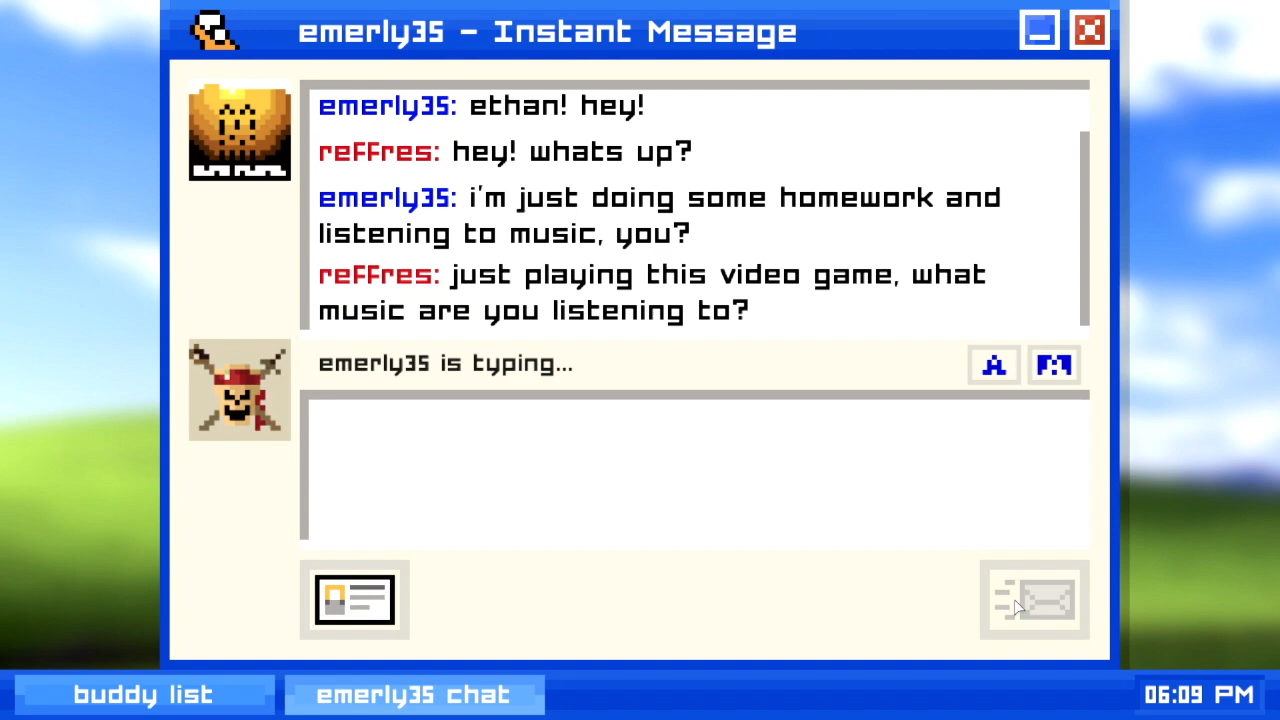 emerly35 - Instant Message
emerly35: ethan! hey!
reffres: hey! whats up?
emerly35: i'm just doing some homework and
listening to music, you?
reffres: just playing this video game, what
music are you listening to?
emerly35 is typing...
A
buddy list
emerly35 chat
06:09 PM